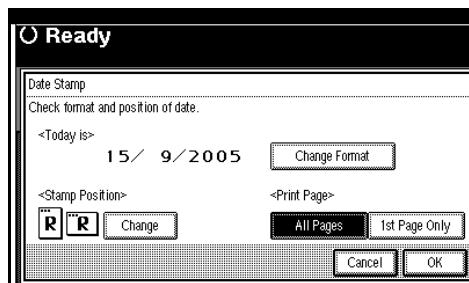 Ready
Date Stamp
Check format and position of date.
<Today is>
15/ 9/2005 Change Format
<Stamp Position> <Print Page>
R R Change All Pages 1st Page Only
Cancel OK